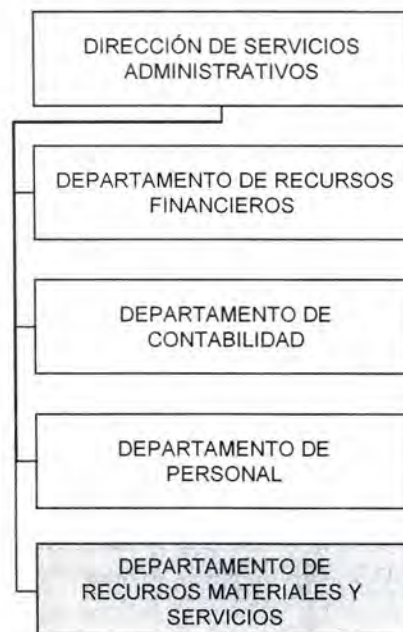 DIRECCIÓN DE SERVICIOS
ADMINISTRATIVOS
DEPARTAMENTO DE RECURSOS
FINANCIEROS
DEPARTAMENTO DE
CONTABILIDAD
DEPARTAMENTO DE
PERSONAL
DEPARTAMENTO DE
RECURSOS MATERIALES Y
SERVICIOS